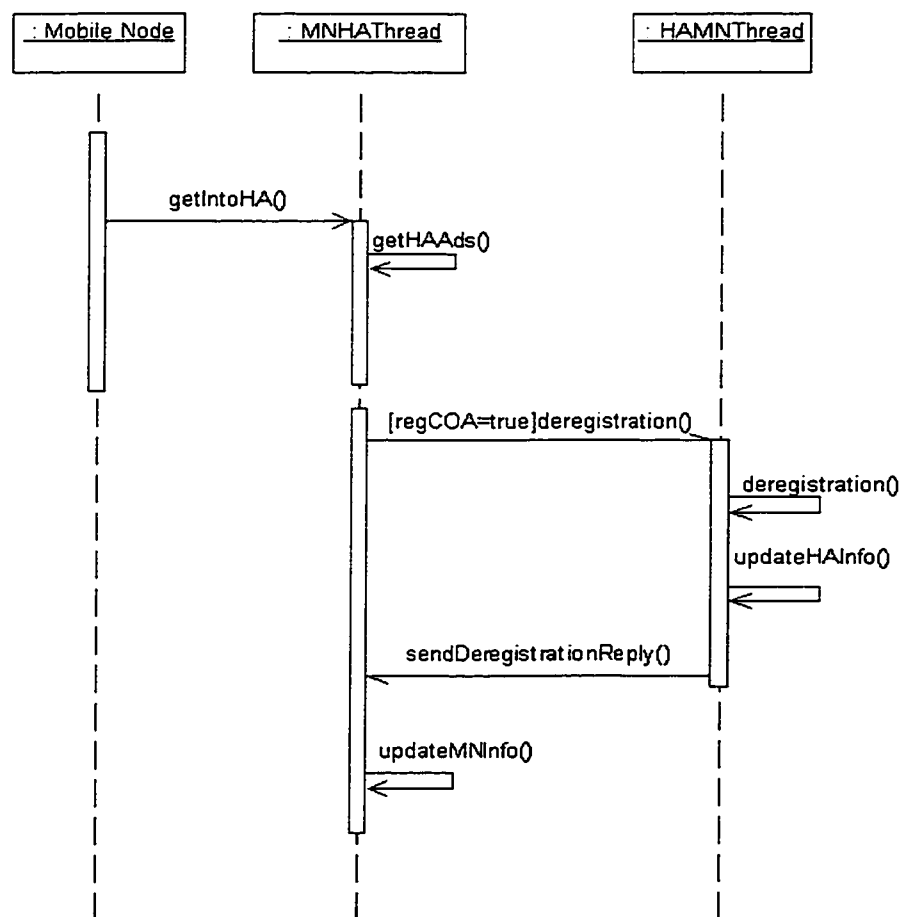 : Mobile Node
: MNHAThread
: HAMNThread
getIntoHA()
getHAAds()
[regCOA=true]deregistration()
deregistration()
updateHAInfo()
sendDeregistrationReply()
updateMNInfo()